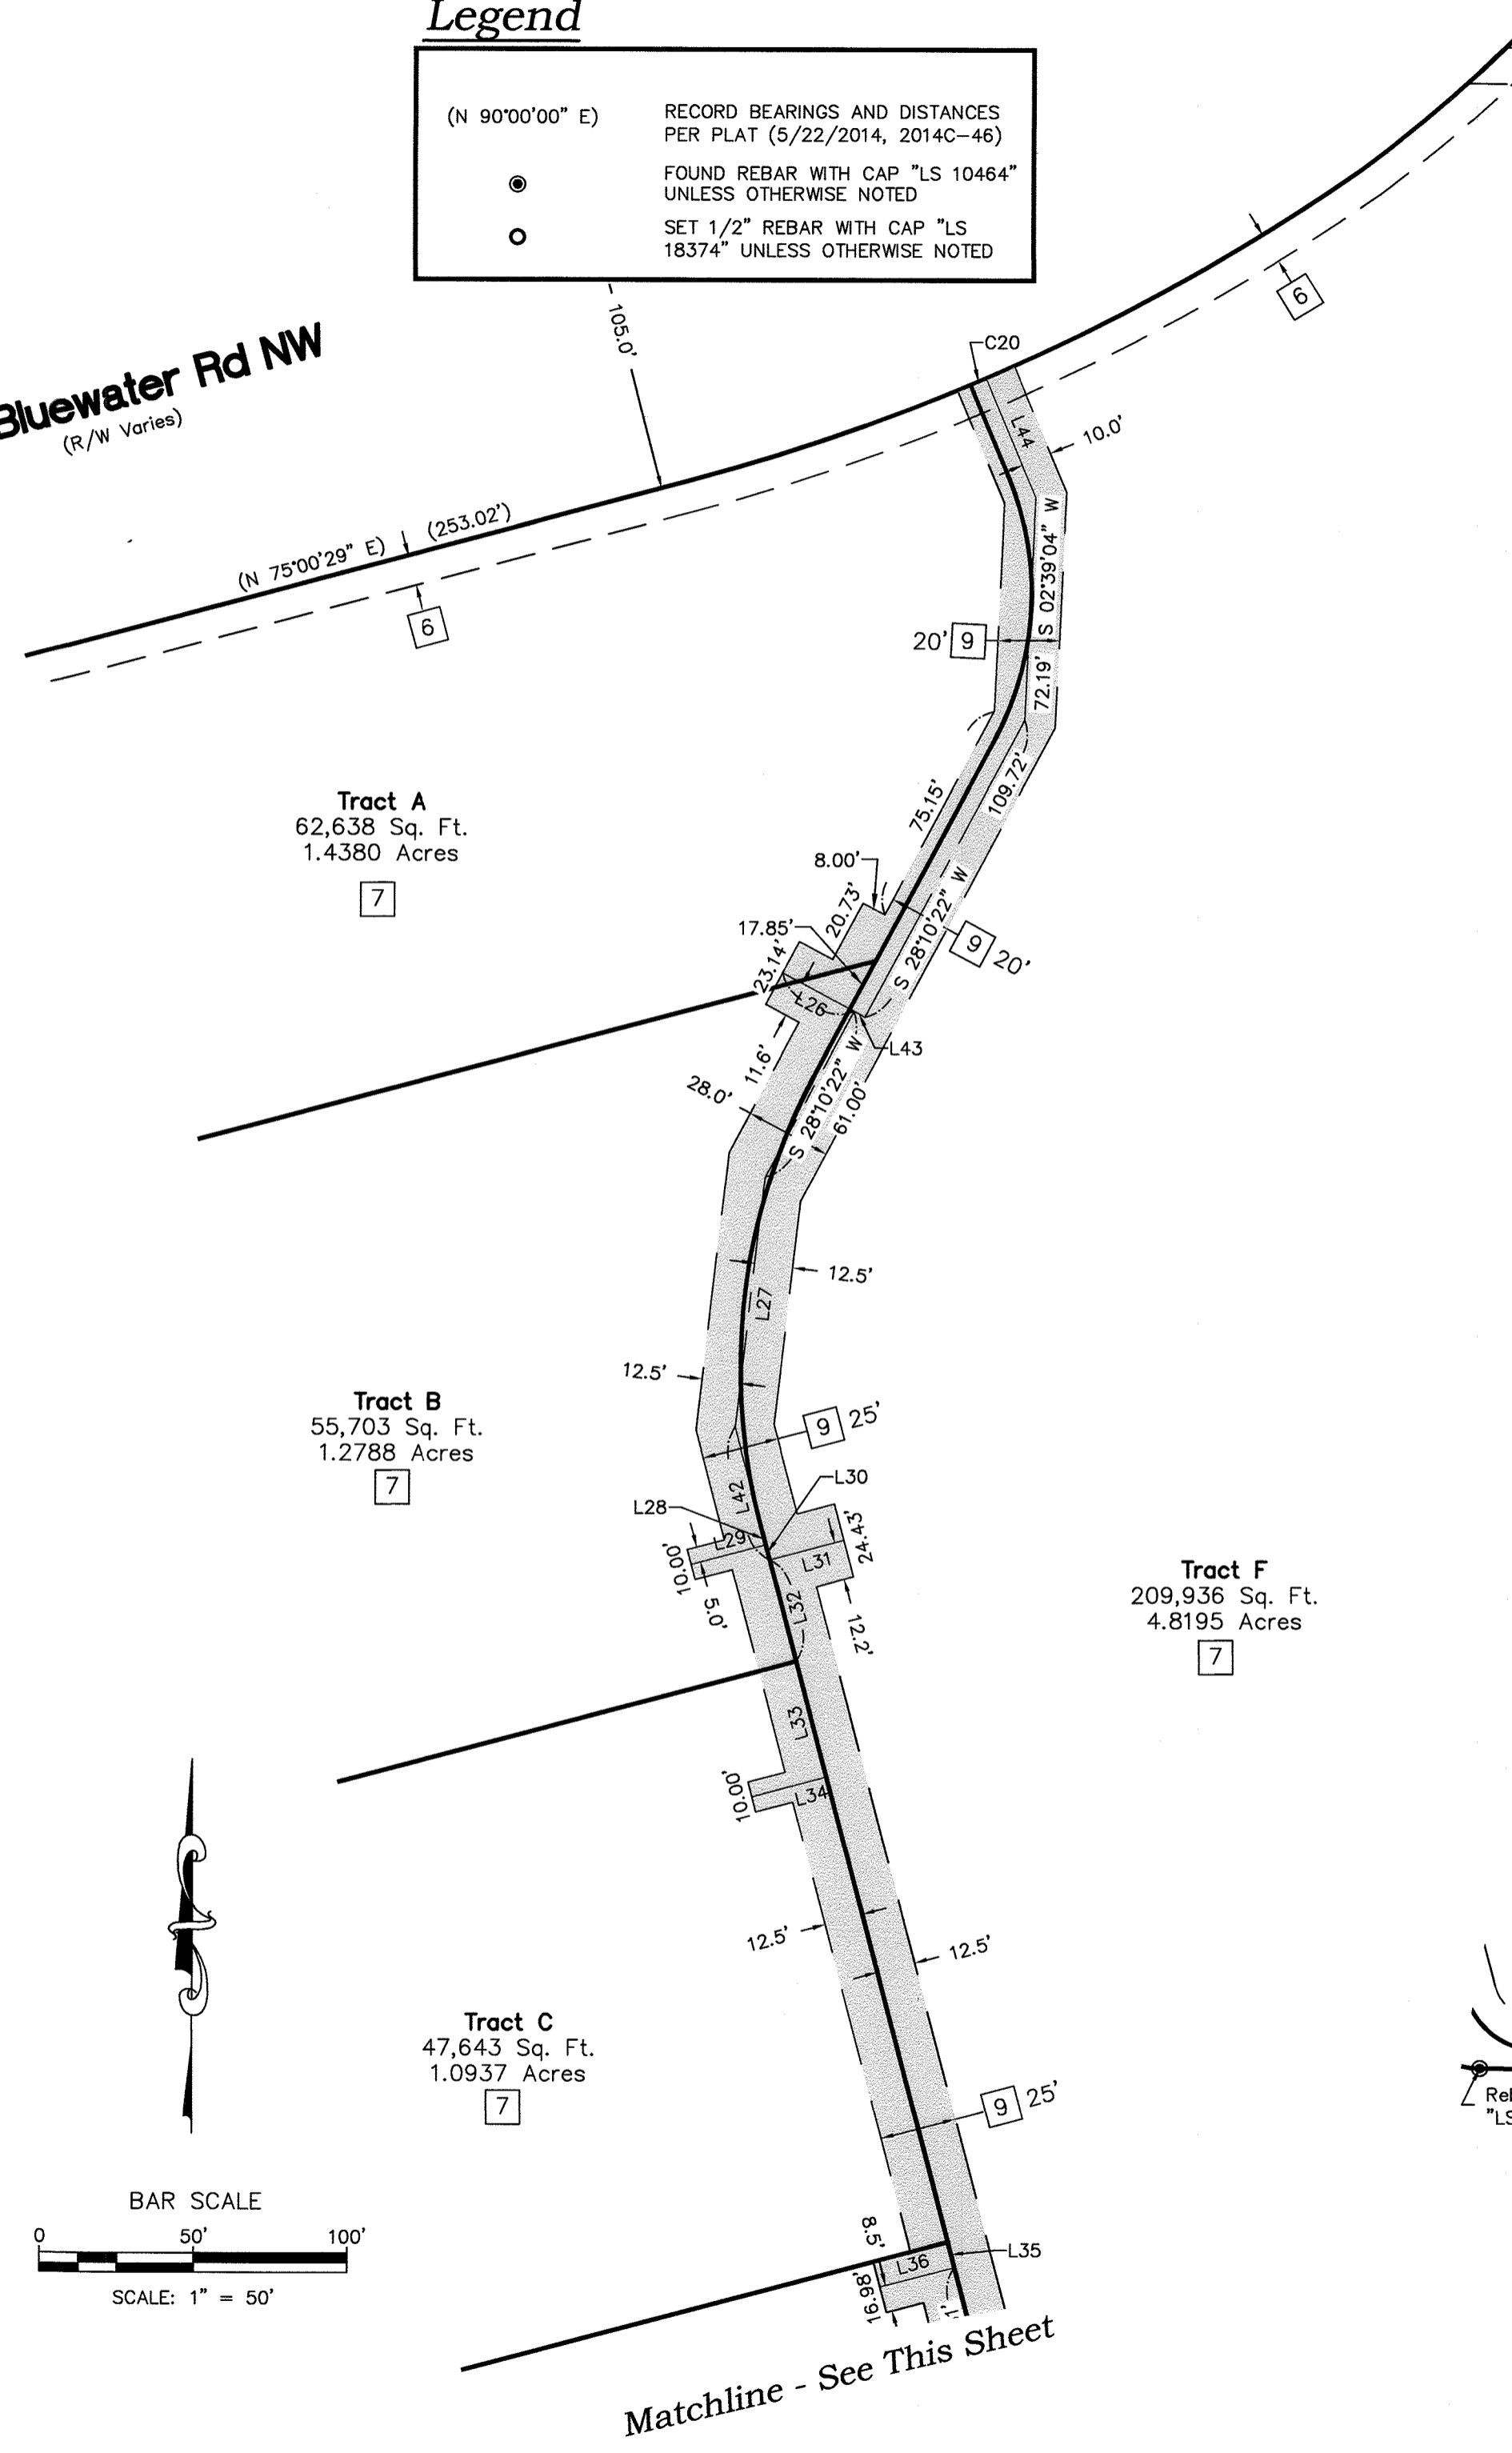 Legend
(N 90°00'00" E)
RECORD BEARINGS AND DISTANCES
PER PLAT (5/22/2014, 2014C-46)
FOUND REBAR WITH CAP "LS 10464"
UNLESS OTHERWISE NOTED
SET 1/2" REBAR WITH CAP "LS
18374" UNLESS OTHERWISE NOTED
105.0'
6
Bluewater Rd NW
(R/W Varies)
C20
L44
10.0'
(N 75°00'29" E)
(253.02')
6
S 02°39'04" W
72.19'
20'
9
75.15'
109.72'
Tract A
62,638 Sq. Ft.
1.4380 Acres
7
8.00'
20.73'
17.85'
23.14'
S 28°10'22" W
9
20'
L26
L43
11.6'
28.0'
S 28°10'22" W
61.00'
12.5'
L27
12.5'
Tract B
55,703 Sq. Ft.
1.2788 Acres
7
9
25'
L30
L42
L28
L29
10.00'
5.0'
L31
24.43'
L32
12.2'
Tract F
209,936 Sq. Ft.
4.8195 Acres
7
L33
L34
10.00'
12.5'
12.5'
Tract C
47,643 Sq. Ft.
1.0937 Acres
7
9
25'
BAR SCALE
0
50'
100'
SCALE: 1" = 50'
8.5'
L36
L35
16.98'
Matchline - See This Sheet